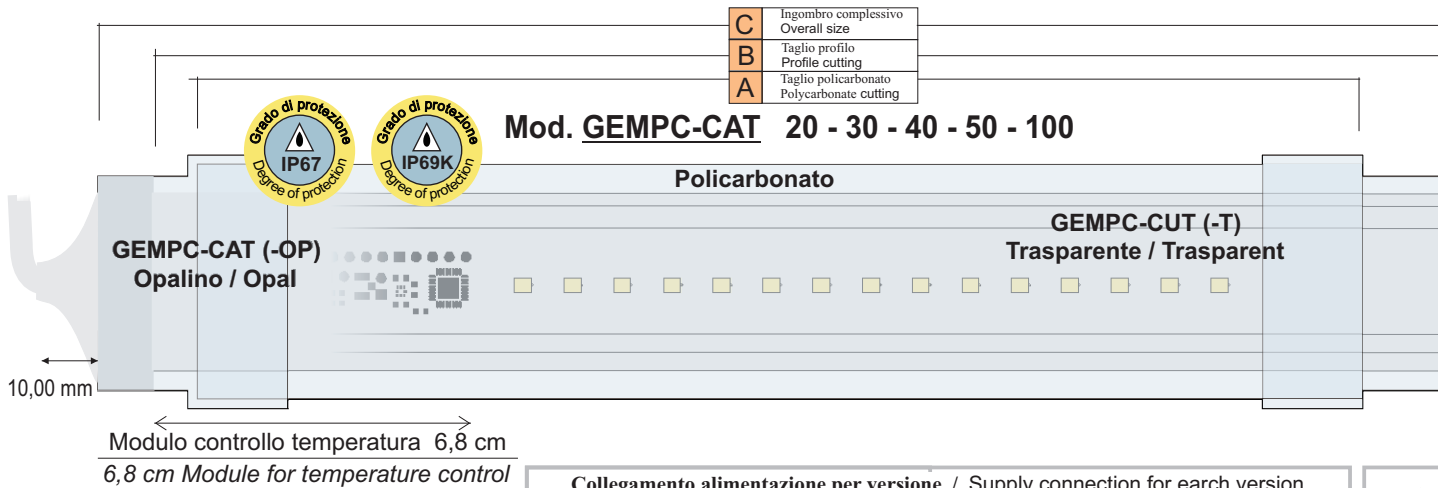 C Ingombro complessivo
Overall size
B Taglio profilo
Profile cutting
A Taglio policarbonato
Polycarbonate cutting
Grado di protezione
IP67
Degree of protection
Grado di protezione
IP69K
Degree of protection
Mod. GEMPC-CAT 20 - 30 - 40 - 50 - 100
Policarbonato
GEMPC-CAT (-OP)
Opalino / Opal
GEMPC-CUT (-T)
Trasparente / Trasparent
10,00 mm
Modulo controllo temperatura 6,8 cm
6,8 cm Module for temperature control
Collegamento alimentazione per versione / Supply connection for earch version